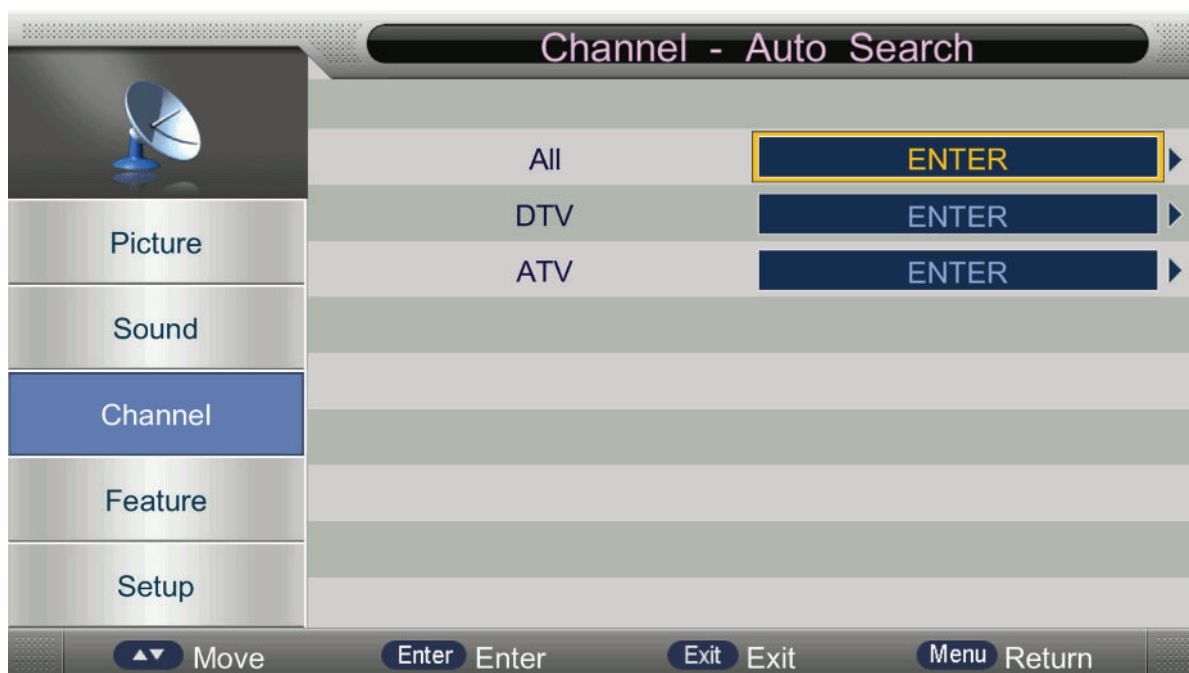 Channel - Auto Search
All ENTER
DTV ENTER
ATV ENTER
Picture
Sound
Channel
Feature
Setup
Move Enter Enter Exit Exit Menu Return